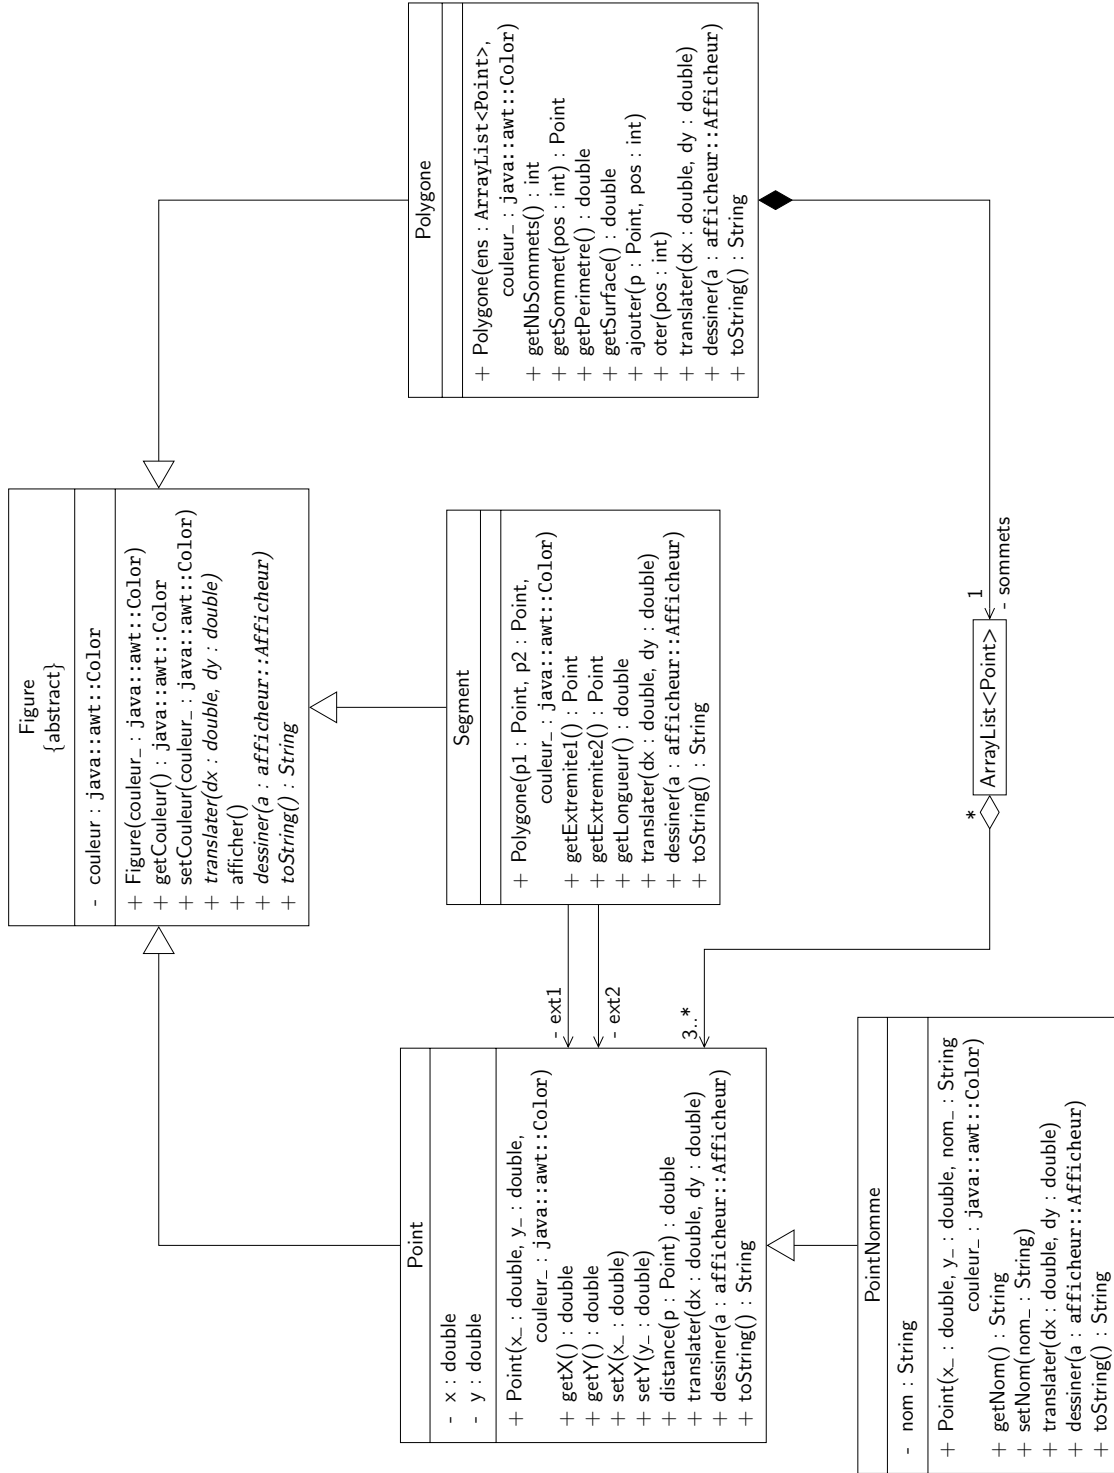 Figure
{abstract}
- couleur : java::awt::Color
+ Figure(couleur_ : java::awt::Color)
+ getCouleur() : java::awt::Color
+ setCouleur(couleur_ : java::awt::Color)
+ translater(dx : double, dy : double)
+ afficher()
+ dessiner(a : afficheur::Afficheur)
+ toString() : String
Point
- x : double
- y : double
+ Point(x_ : double, y_ : double,
couleur_ : java::awt::Color)
+ getX() : double
+ getY() : double
+ setX(x_ : double)
+ setY(y_ : double)
+ distance(p : Point) : double
+ translater(dx : double, dy : double)
+ dessiner(a : afficheur::Afficheur)
+ toString() : String
- ext1
- ext2
3..*
Segment
+ Polygone(p1 : Point, p2 : Point,
couleur_ : java::awt::Color)
+ getExtremite1() : Point
+ getExtremite2() : Point
+ getLongueur() : double
+ translater(dx : double, dy : double)
+ dessiner(a : afficheur::Afficheur)
+ toString() : String
Polygone
+ Polygone(ens : ArrayList<Point>,
couleur_ : java::awt::Color)
+ getNbSommets() : int
+ getSommet(pos : int) : Point
+ getPerimetre() : double
+ getSurface() : double
+ ajouter(p : Point, pos : int)
+ oter(pos : int)
+ translater(dx : double, dy : double)
+ dessiner(a : afficheur::Afficheur)
+ toString() : String
PointNomme
- nom : String
+ Point(x_ : double, y_ : double, nom_ : String
couleur_ : java::awt::Color)
+ getNom() : String
+ setNom(nom_ : String)
+ translater(dx : double, dy : double)
+ dessiner(a : afficheur::Afficheur)
+ toString() : String
*
ArrayList<Point>
1
- sommets